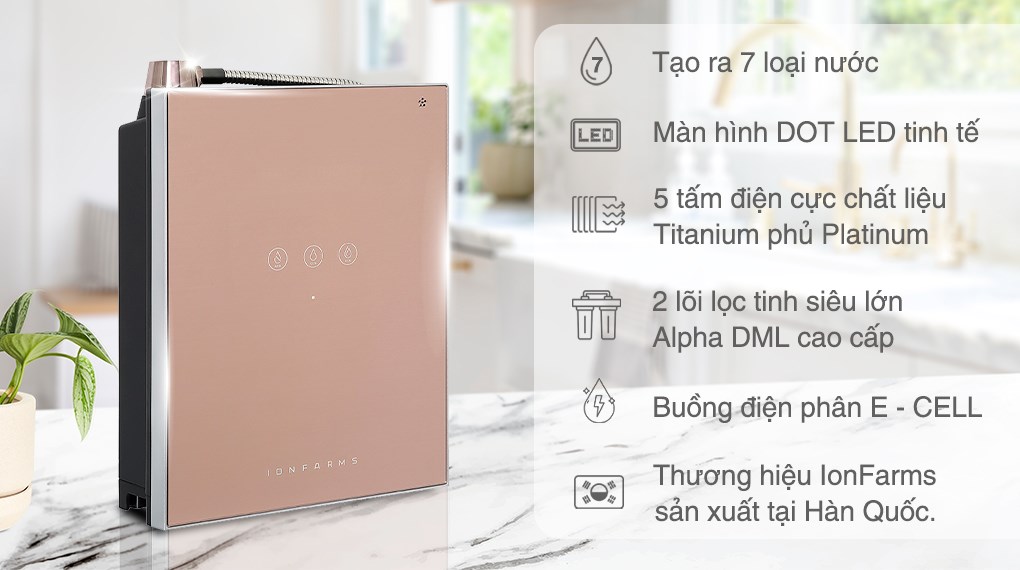 IONFARMS
7
Tạo ra 7 loại nước
LED
Màn hình DOT LED tinh tế
5 tấm điện cực chất liệu
Titanium phủ Platinum
2 lõi lọc tinh siêu lớn
Alpha DML cao cấp
Buồng điện phân E - CELL
Thương hiệu IonFarms
sản xuất tại Hàn Quốc.